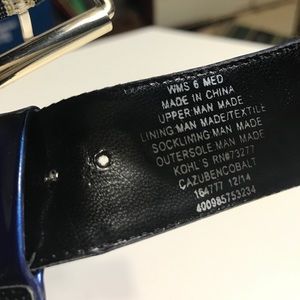 WMS 6 MED
MADE IN CHINA
UPPER MAN MADE
LINING MAN MADE/TEXTILE
SOCKLINING MAN MADE
OUTERSOLE MAN MADE
KOHL'S RN#73277
CAZUBENCOBALT
164777 12/14
400985753234